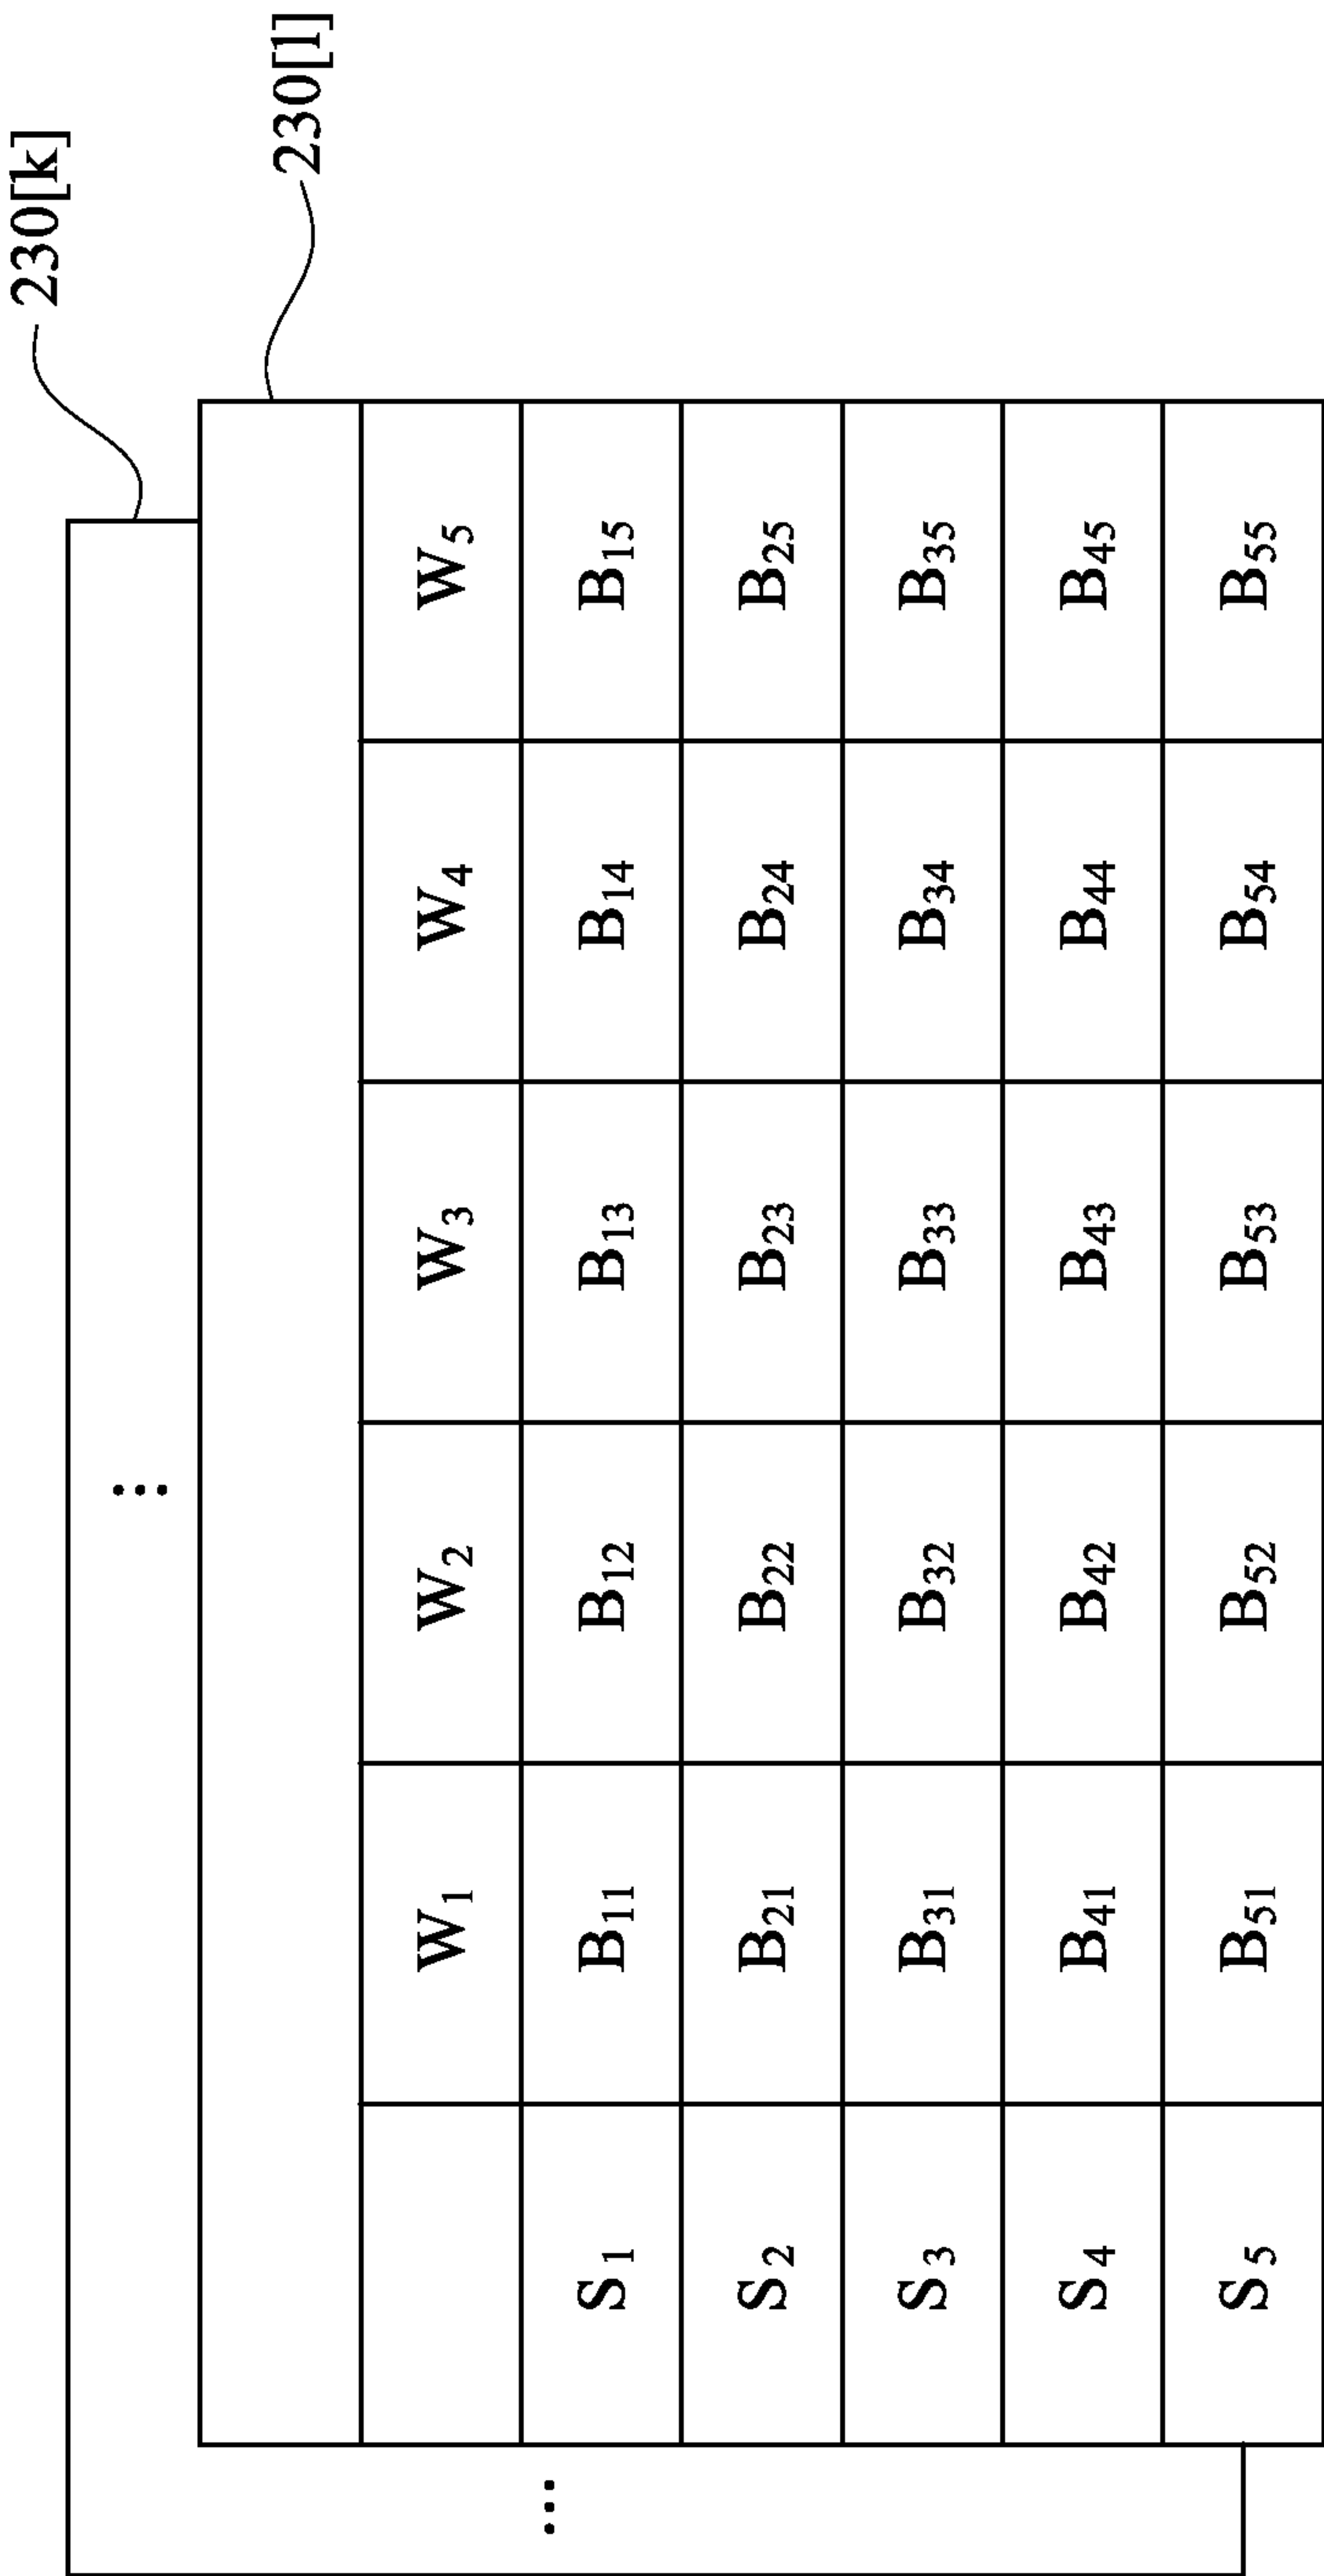 230[k]
230[1]
⋮
W₁ W₂ W₃ W₄ W₅
... S₁ B₁₁ B₁₂ B₁₃ B₁₄ B₁₅
S₂ B₂₁ B₂₂ B₂₃ B₂₄ B₂₅
S₃ B₃₁ B₃₂ B₃₃ B₃₄ B₃₅
S₄ B₄₁ B₄₂ B₄₃ B₄₄ B₄₅
S₅ B₅₁ B₅₂ B₅₃ B₅₄ B₅₅